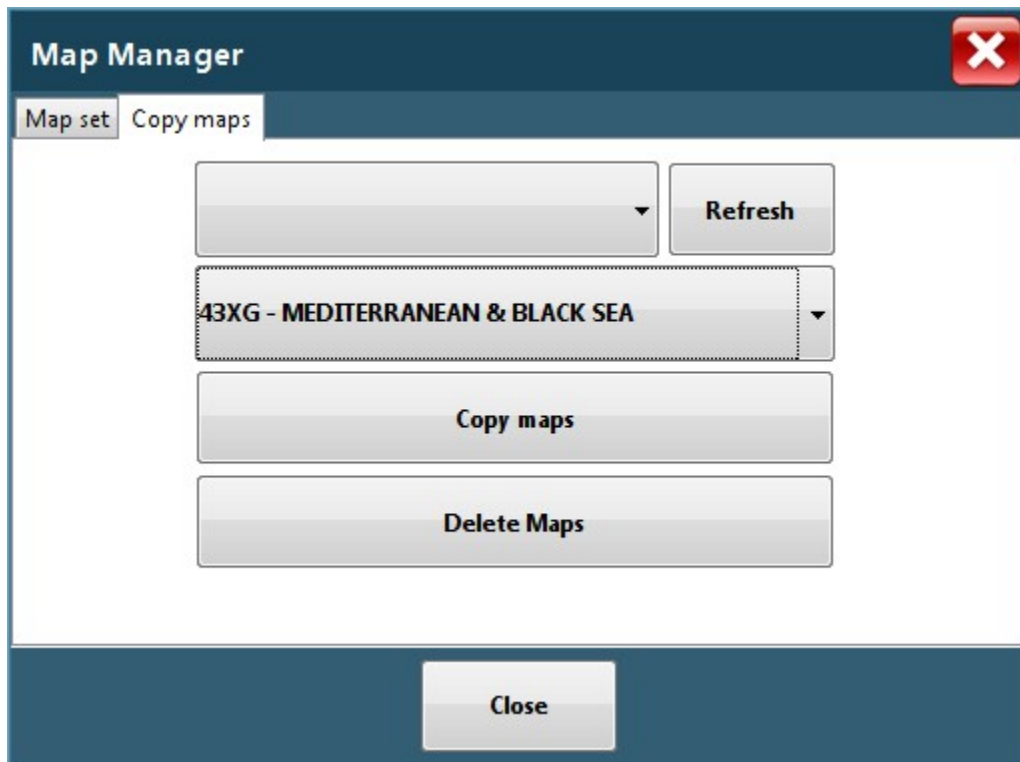 Map Manager
Map set
Copy maps
Refresh
43XG - MEDITERRANEAN & BLACK SEA
Copy maps
Delete Maps
Close